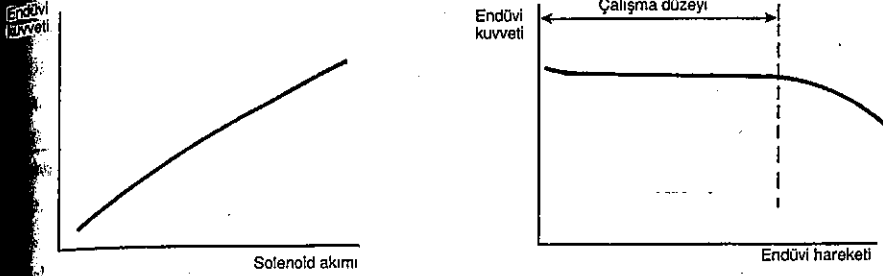 Endüvi
kuvveti
Solenoid akımı
Endüvi
kuvveti
Çalışma düzeyi
Endüvi hareketi